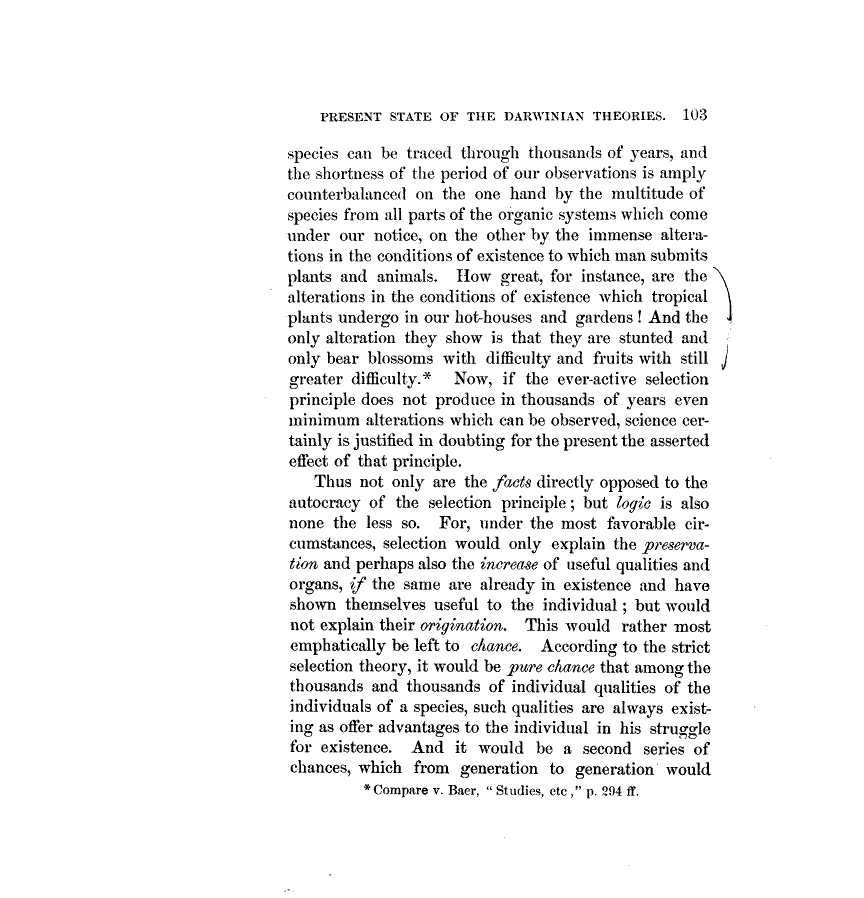 PRESENT STATE OF THE DARWINIAN THEORIES. 103
species can be traced through thousands of years, and
the shortness of the period of our observations is amply
counterbalanced on the one hand by the multitude of
species from all parts of the organic systems which come
under our notice, on the other by the immense altera-
tions in the conditions of existence to which man submits
plants and animals. How great, for instance, are the
alterations in the conditions of existence which tropical
plants undergo in our hot-houses and gardens! And the
only alteration they show is that they are stunted and
only bear blossoms with difficulty and fruits with still
greater difficulty.* Now, if the ever-active selection
principle does not produce in thousands of years even
minimum alterations which can be observed, science cer-
tainly is justified in doubting for the present the asserted
effect of that principle.
Thus not only are the facts directly opposed to the
autocracy of the selection principle; but logic is also
none the less so. For, under the most favorable cir-
cumstances, selection would only explain the preserva-
tion and perhaps also the increase of useful qualities and
organs, if the same are already in existence and have
shown themselves useful to the individual; but would
not explain their origination. This would rather most
emphatically be left to chance. According to the strict
selection theory, it would be pure chance that among the
thousands and thousands of individual qualities of the
individuals of a species, such qualities are always exist-
ing as offer advantages to the individual in his struggle
for existence. And it would be a second series of
chances, which from generation to generation would
* Compare v. Baer, "Studies, etc," p. 294 ff.